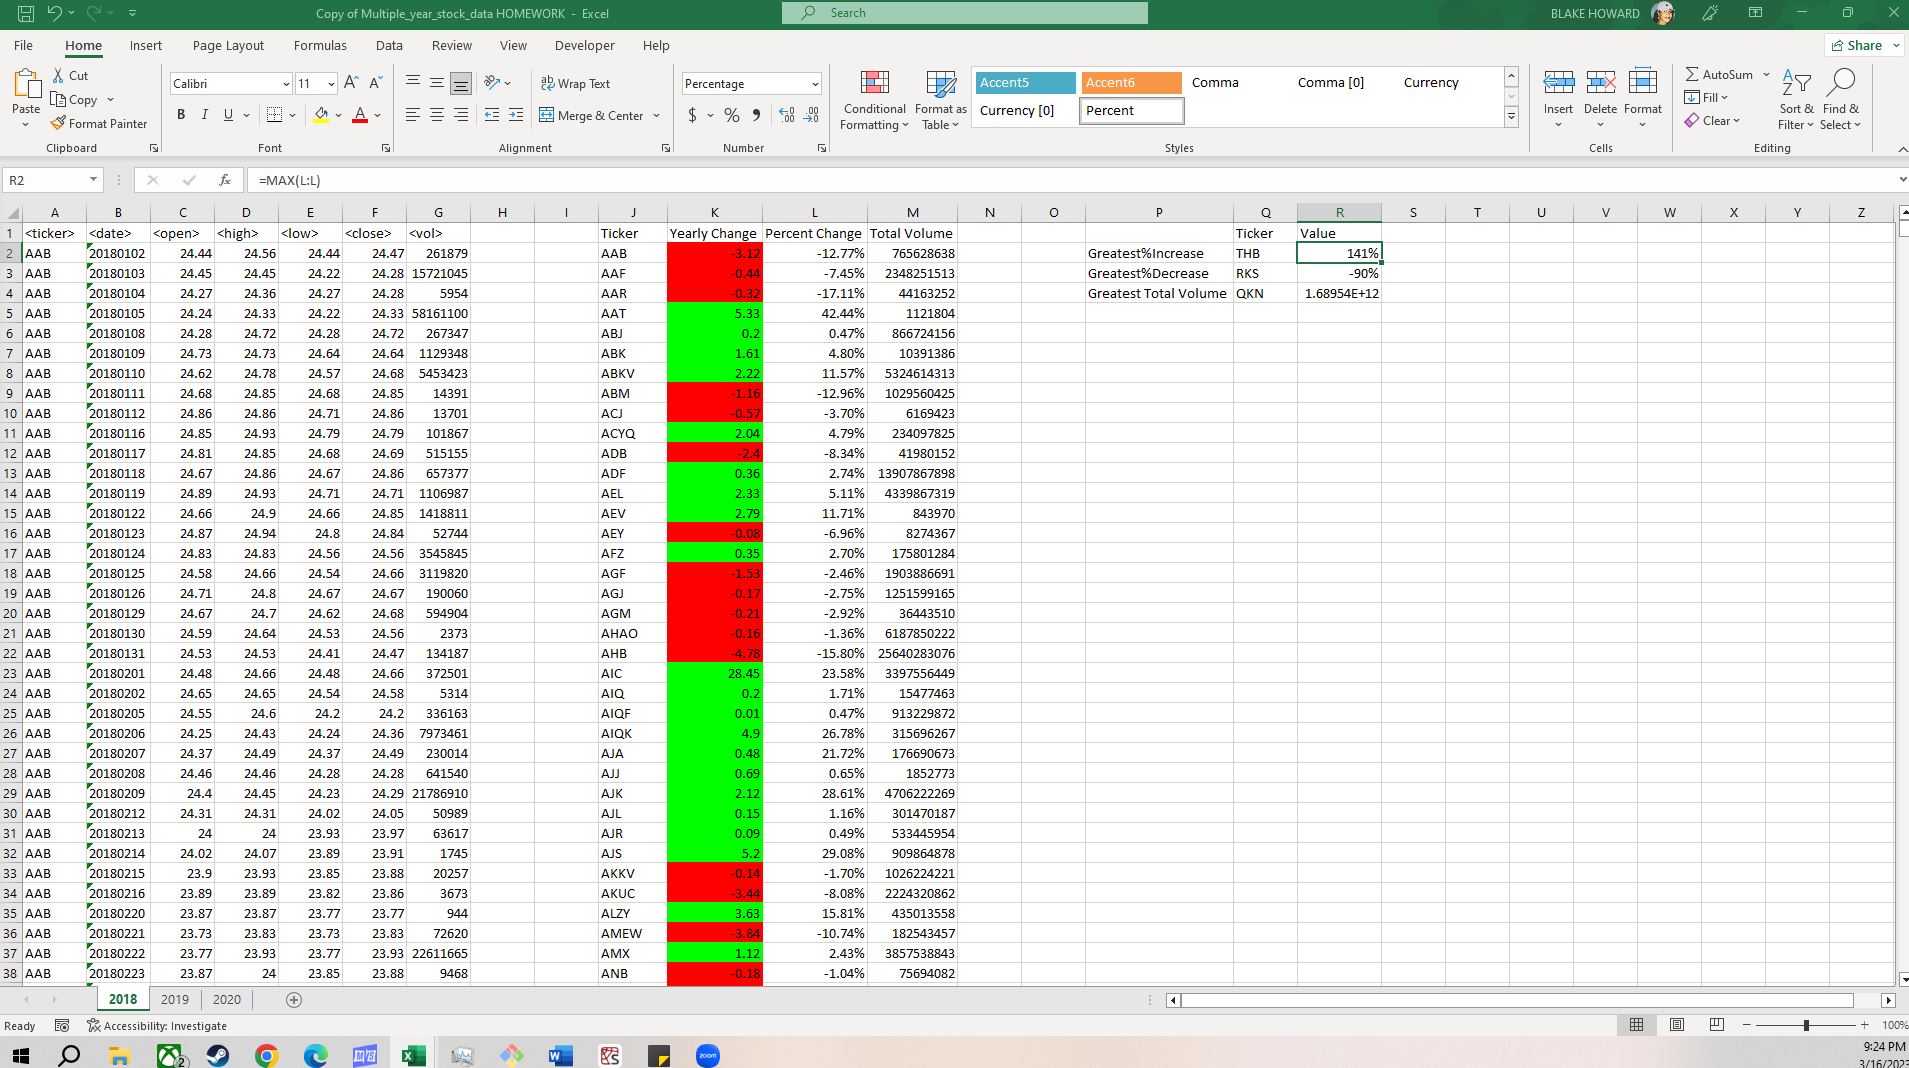 Copy of Multiple_year_stock_data HOMEWORK - Excel Search BLAKE HOWARD
File Home Insert Page Layout Formulas Data Review View Developer Help Share
Paste Cut Copy Format Painter Clipboard
Calibri 11 A A B I U A Font
Wrap Text Merge & Center Alignment
Percentage $ % Number
Conditional Formatting Format as Table
Accent5 Accent6 Comma Comma [0] Currency
Currency [0] Percent
Styles
Insert Delete Format Cells
AutoSum Fill Clear Sort & Filter Find & Select Editing
R2 fx =MAX(L:L)
A B C D E F G H I J K L M N O P Q R S T U V W X Y Z
1 <ticker> <date> <open> <high> <low> <close> <vol> Ticker Yearly Change Percent Change Total Volume Ticker Value
2 AAB 20180102 24.44 24.56 24.44 24.47 261879 AAB -3.12 -12.77% 765628638 Greatest%Increase THB 141%
3 AAB 20180103 24.45 24.45 24.22 24.28 15721045 AAF -0.44 -7.45% 2348251513 Greatest%Decrease RKS -90%
4 AAB 20180104 24.27 24.36 24.27 24.28 5954 AAR -0.32 -17.11% 44163252 Greatest Total Volume QKN 1.68954E+12
5 AAB 20180105 24.24 24.33 24.22 24.33 58161100 AAT 5.33 42.44% 1121804
6 AAB 20180108 24.28 24.72 24.28 24.72 267347 ABJ 0.2 0.47% 866724156
7 AAB 20180109 24.73 24.73 24.64 24.64 1129348 ABK 1.61 4.80% 10391386
8 AAB 20180110 24.62 24.78 24.57 24.68 5453423 ABKV 2.22 11.57% 5324614313
9 AAB 20180111 24.68 24.85 24.68 24.85 14391 ABM -1.16 -12.96% 1029560425
10 AAB 20180112 24.86 24.86 24.71 24.86 13701 ACJ -0.57 -3.70% 6169423
11 AAB 20180116 24.85 24.93 24.79 24.79 101867 ACYQ 2.04 4.79% 234097825
12 AAB 20180117 24.81 24.85 24.68 24.69 515155 ADB -2.4 -8.34% 41980152
13 AAB 20180118 24.67 24.86 24.67 24.86 657377 ADF 0.36 2.74% 13907867898
14 AAB 20180119 24.89 24.93 24.71 24.71 1106987 AEL 2.33 5.11% 4339867319
15 AAB 20180122 24.66 24.9 24.66 24.85 1418811 AEV 2.79 11.71% 843970
16 AAB 20180123 24.87 24.94 24.8 24.84 52744 AEY -0.08 -6.96% 8274367
17 AAB 20180124 24.83 24.83 24.56 24.56 3545845 AFZ 0.35 2.70% 175801284
18 AAB 20180125 24.58 24.66 24.54 24.66 3119820 AGF -1.53 -2.46% 1903886691
19 AAB 20180126 24.71 24.8 24.67 24.67 190060 AGJ -0.17 -2.75% 1251599165
20 AAB 20180129 24.67 24.7 24.62 24.68 594904 AGM -0.21 -2.92% 36443510
21 AAB 20180130 24.59 24.64 24.53 24.56 2373 AHAO -0.16 -1.36% 6187850222
22 AAB 20180131 24.53 24.53 24.41 24.47 134187 AHB -4.78 -15.80% 25640283076
23 AAB 20180201 24.48 24.66 24.48 24.66 372501 AIC 28.45 23.58% 3397556449
24 AAB 20180202 24.65 24.65 24.54 24.58 5314 AIQ 0.2 1.71% 15477463
25 AAB 20180205 24.55 24.6 24.2 24.2 336163 AIQF 0.01 0.47% 913229872
26 AAB 20180206 24.25 24.43 24.24 24.36 7973461 AIQK 4.9 26.78% 315696267
27 AAB 20180207 24.37 24.49 24.37 24.49 230014 AJA 0.48 21.72% 176690673
28 AAB 20180208 24.46 24.46 24.28 24.28 641540 AJJ 0.69 0.65% 1852773
29 AAB 20180209 24.4 24.45 24.23 24.29 21786910 AJK 2.12 28.61% 4706222269
30 AAB 20180212 24.31 24.31 24.02 24.05 50989 AJL 0.15 1.16% 301470187
31 AAB 20180213 24 24 23.93 23.97 63617 AJR 0.09 0.49% 533445954
32 AAB 20180214 24.02 24.07 23.89 23.91 1745 AJS 5.2 29.08% 909864878
33 AAB 20180215 23.9 23.93 23.85 23.88 20257 AKKV -0.14 -1.70% 1026224221
34 AAB 20180216 23.89 23.89 23.82 23.86 3673 AKUC -3.44 -8.08% 2224320862
35 AAB 20180220 23.87 23.87 23.77 23.77 944 ALZY 3.63 15.81% 435013558
36 AAB 20180221 23.73 23.83 23.73 23.83 72620 AMEW -3.84 -10.74% 182543457
37 AAB 20180222 23.77 23.93 23.77 23.93 22611665 AMX 1.12 2.43% 3857538843
38 AAB 20180223 23.87 24 23.85 23.88 9468 ANB -0.18 -1.04% 75694082
2018 2019 2020
Ready Accessibility: Investigate 100%
9:24 PM
3/16/202